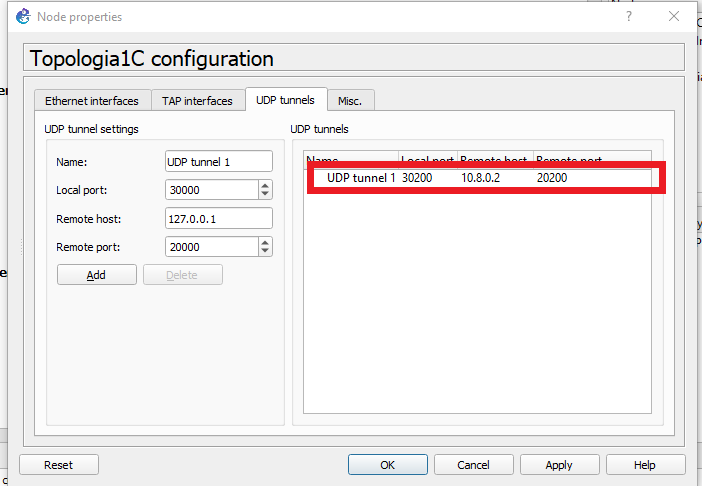 Node properties
Topologia1C configuration
Ethernet interfaces TAP interfaces UDP tunnels Misc.
UDP tunnel settings
Name: UDP tunnel 1
Local port: 30000
Remote host: 127.0.0.1
Remote port: 20000
Add Delete
UDP tunnels
Name Local port Remote host Remote port
UDP tunnel 1 30200 10.8.0.2 20200
Reset OK Cancel Apply Help